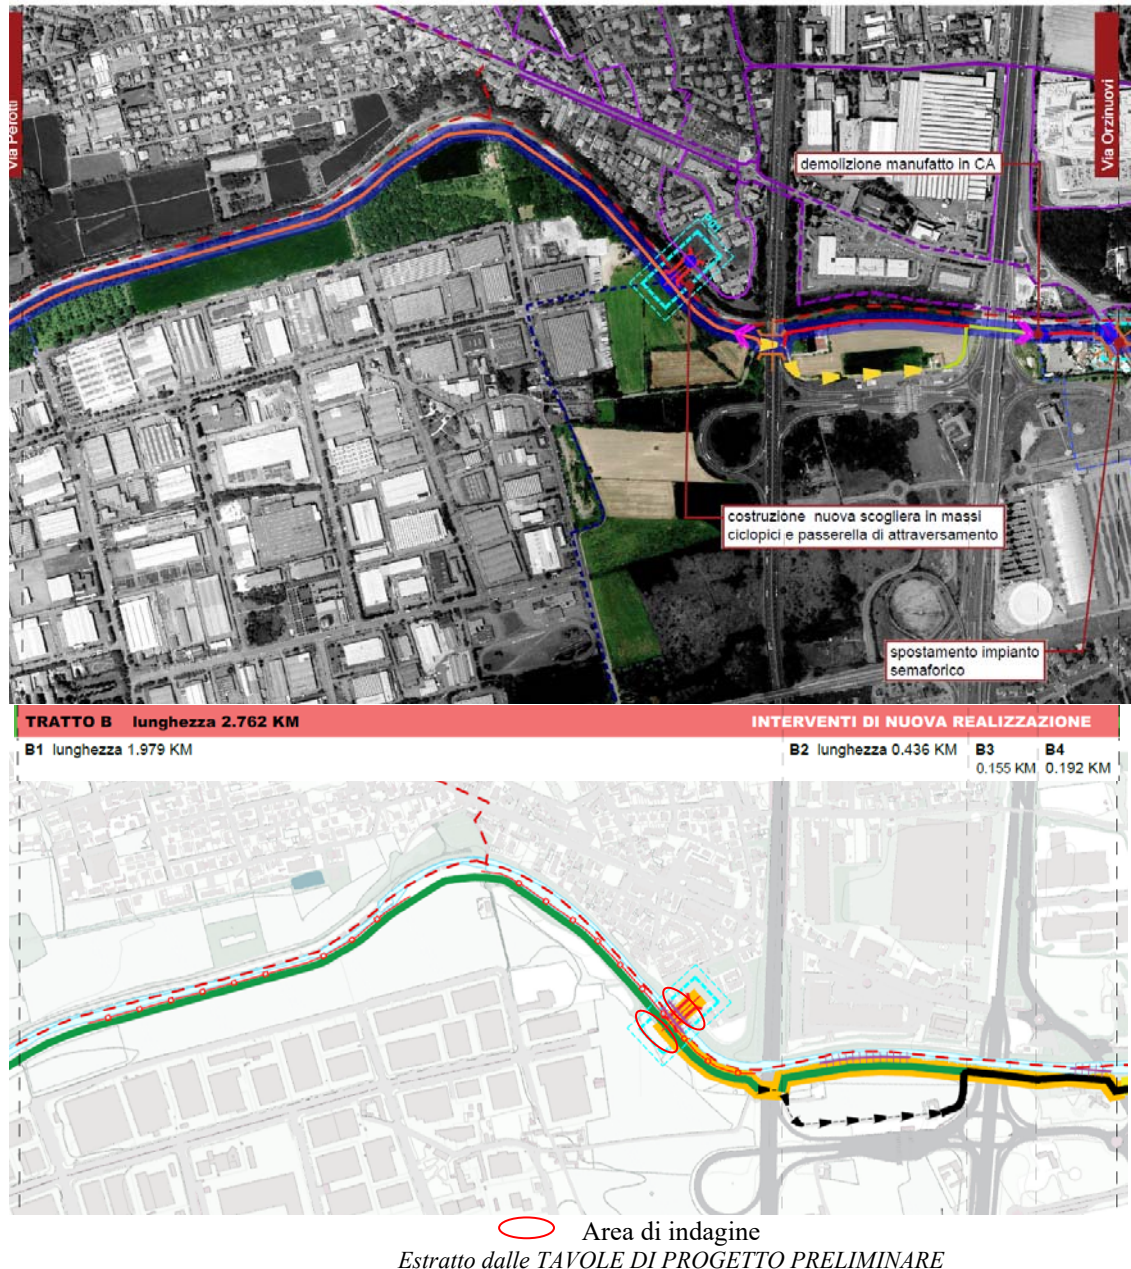 Via Perotti
Via Orzinuovi
demolizione manufatto in CA
P01
costruzione nuova scogliera in massi
ciclopici e passerella di attraversamento
spostamento impianto
semaforico
TRATTO B lunghezza 2.762 KM
INTERVENTI DI NUOVA REALIZZAZIONE
B1 lunghezza 1.979 KM
B2 lunghezza 0.436 KM
B3
0.155 KM
B4
0.192 KM
Area di indagine
Estratto dalle TAVOLE DI PROGETTO PRELIMINARE